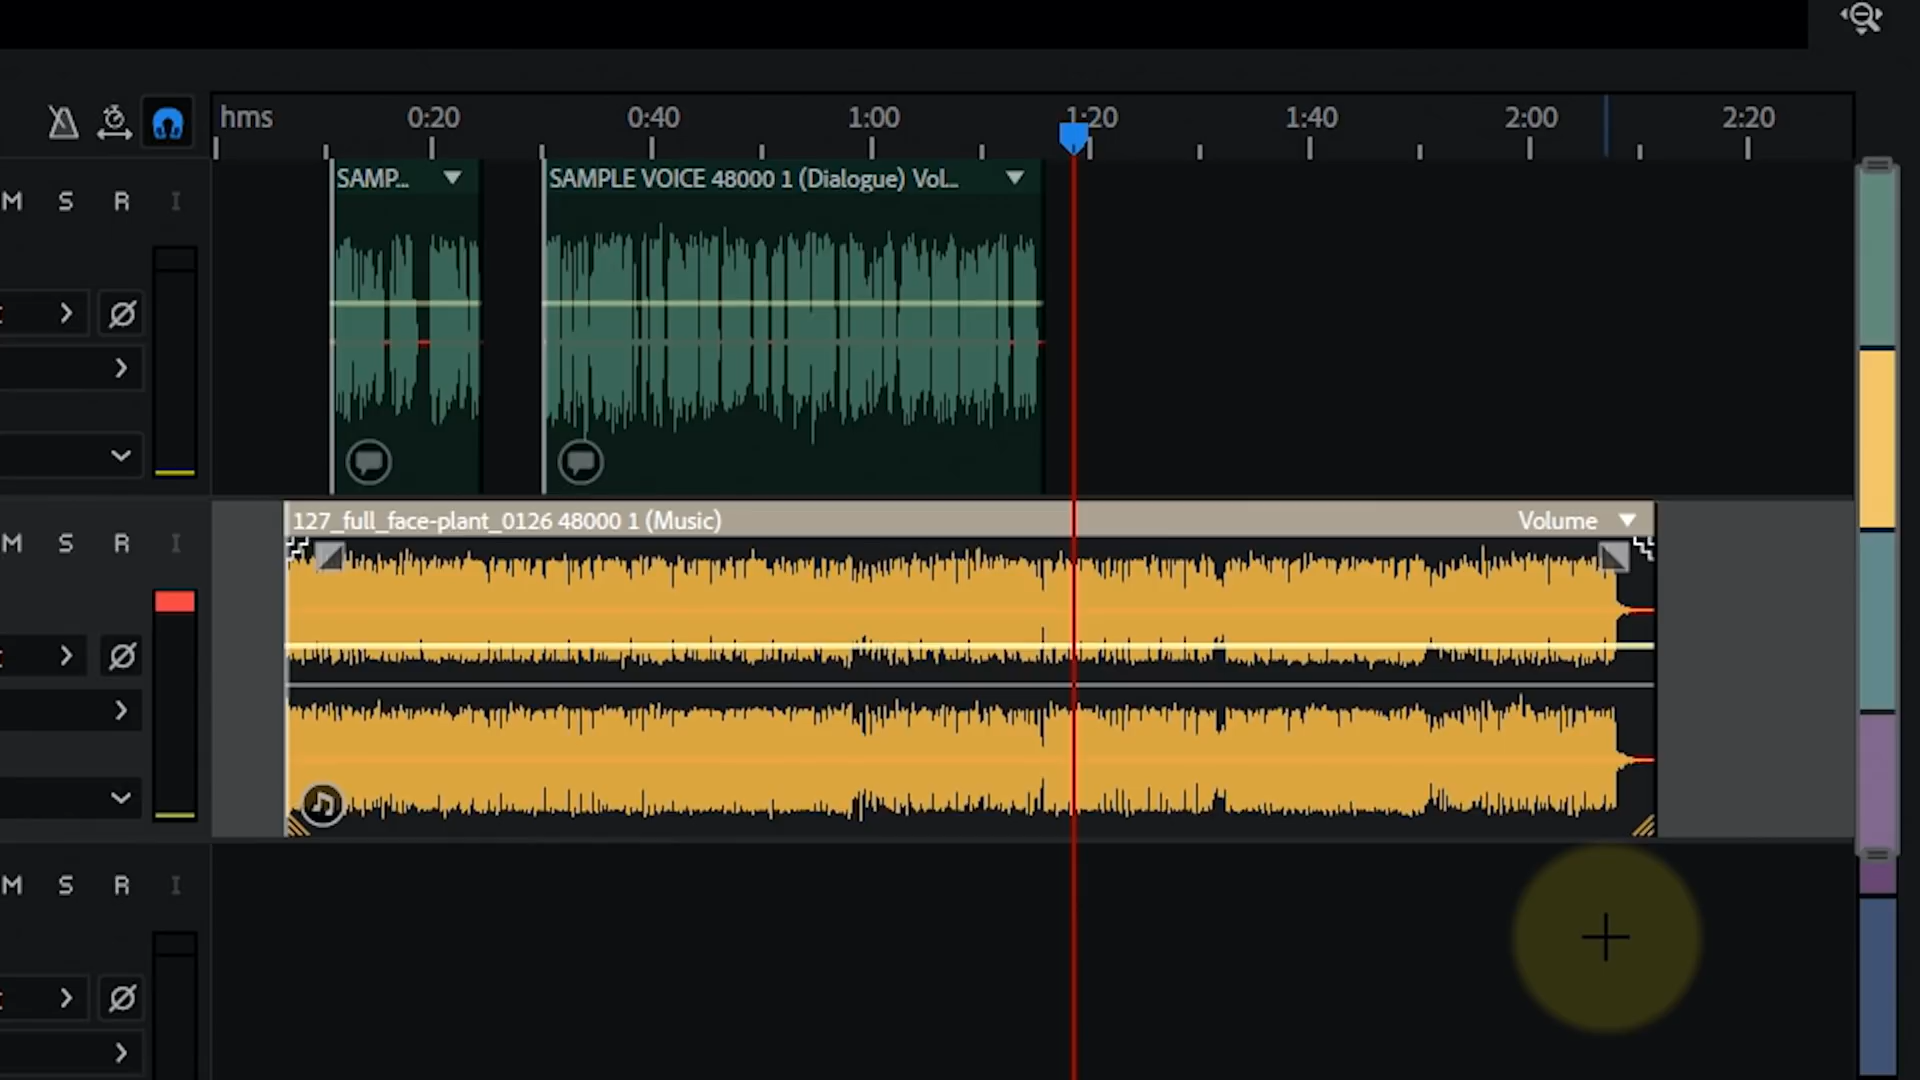 hms 0:20 0:40 1:00 1:20 1:40 2:00 2:20
SAMP... SAMPLE VOICE 48000 1 (Dialogue) Vol...
M S R I
127_full_face-plant_0126 48000 1 (Music) Volume
M S R I
M S R I